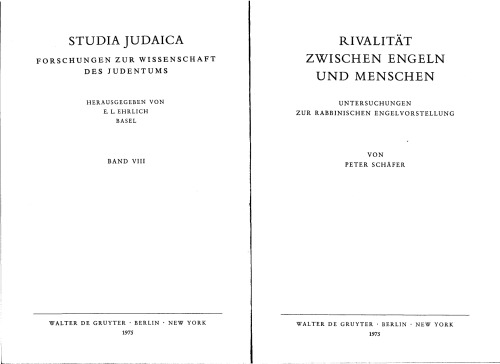 STUDIA JUDAICA
FORSCHUNGEN ZUR WISSENSCHAFT
DES JUDENTUMS
HERAUSGEGEBEN VON
E. L. EHRLICH
BASEL
BAND VIII
WALTER DE GRUYTER · BERLIN · NEW YORK
1975
RIVALITÄT
ZWISCHEN ENGELN
UND MENSCHEN
UNTERSUCHUNGEN
ZUR RABBINISCHEN ENGELVORSTELLUNG
VON
PETER SCHÄFER
WALTER DE GRUYTER · BERLIN · NEW YORK
1975